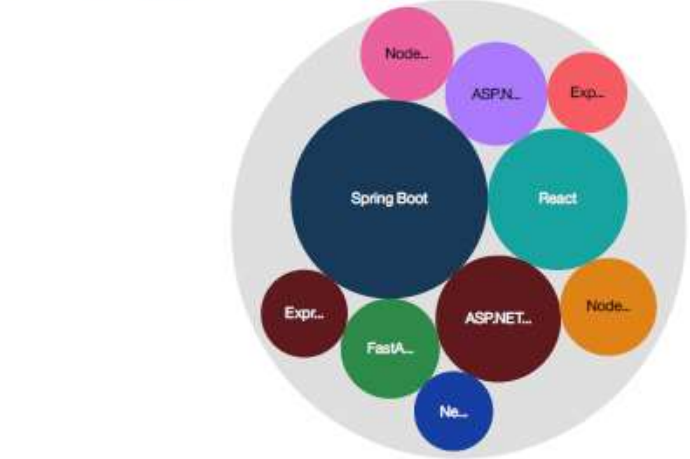 Node...
ASP.N...
Exp...
Spring Boot
React
Expr...
FastA...
ASP.NET...
Node...
Ne...